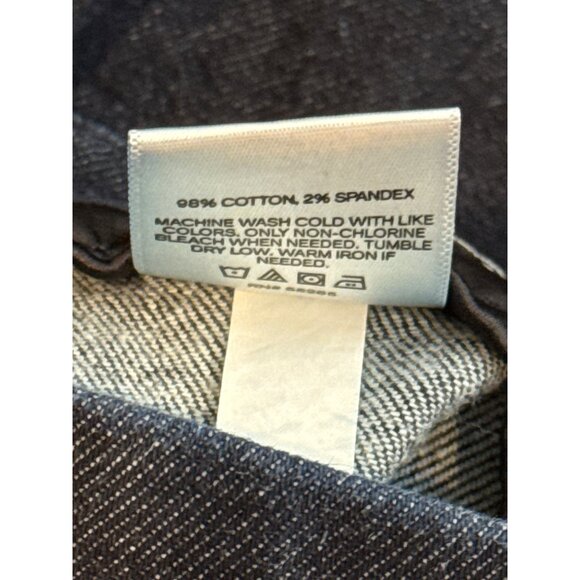 98% COTTON, 2% SPANDEX
MACHINE WASH COLD WITH LIKE
COLORS. ONLY NON-CHLORINE
BLEACH WHEN NEEDED. TUMBLE
DRY LOW. WARM IRON IF
NEEDED.